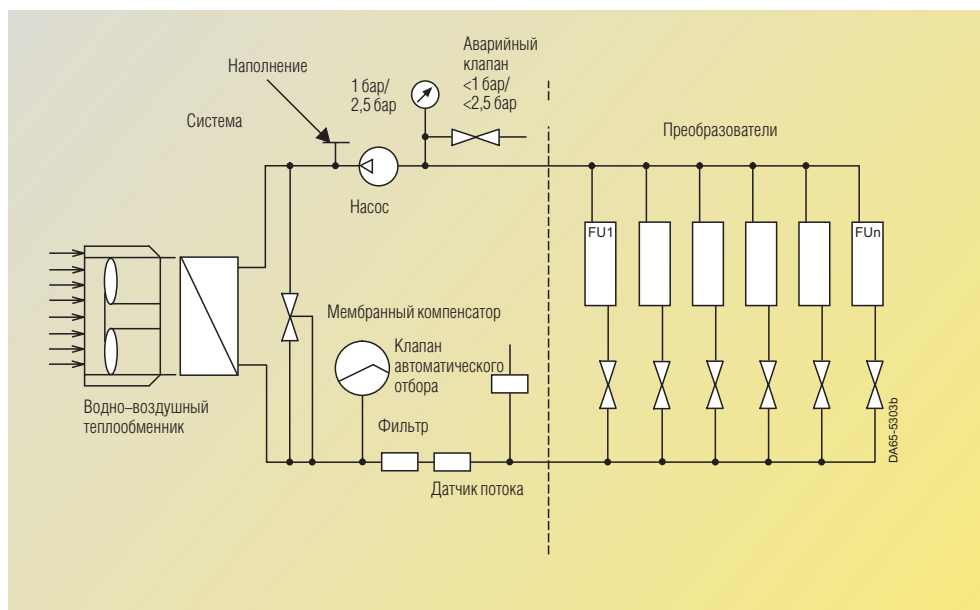 Аварийный
клапан
<1 бар/
<2,5 бар
Наполнение
1 бар/
2,5 бар
Система
Преобразователи
Насос
FU1
FUn
Мембранный компенсатор
Клапан
автоматического
отбора
Водно–воздушный
теплообменник
Фильтр
Датчик потока
DA65-5303b